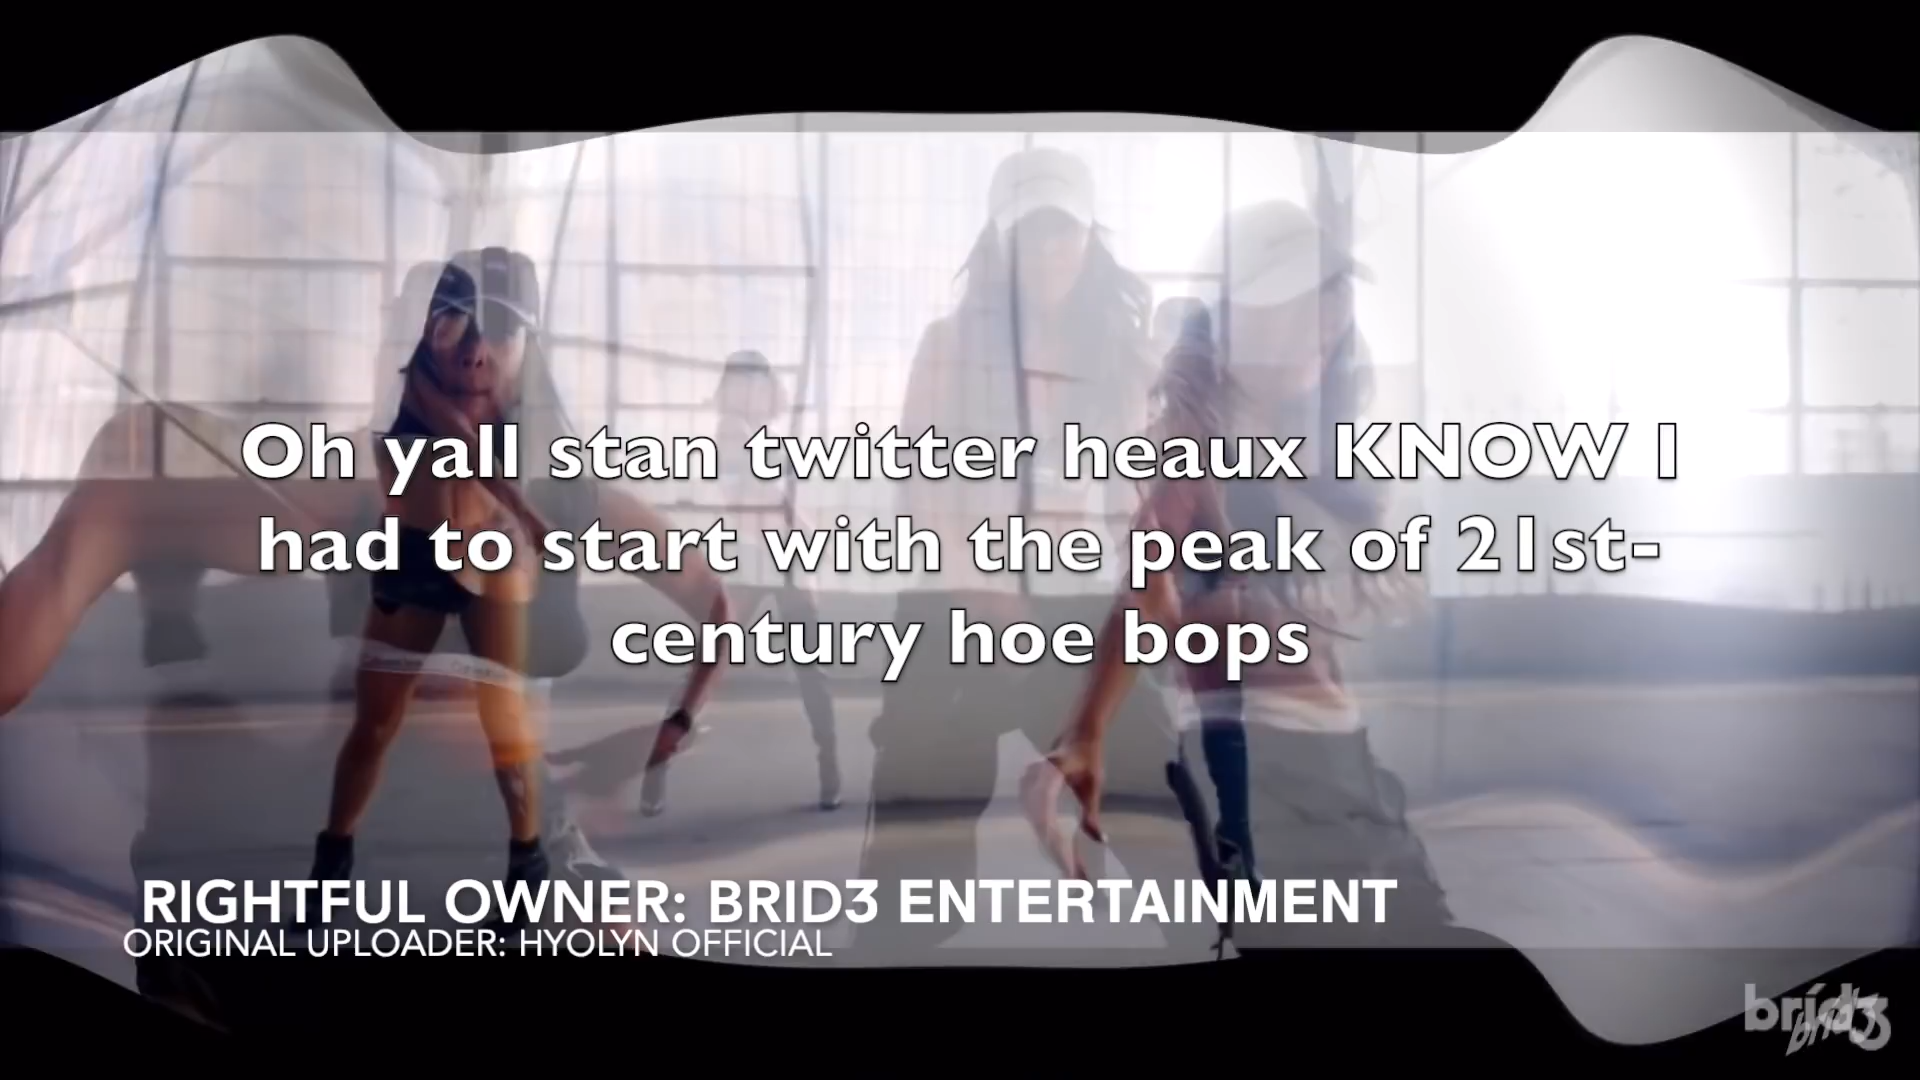 Oh yall stan twitter heaux KNOW I
had to start with the peak of 21st-
century hoe bops
RIGHTFUL OWNER: BRID3 ENTERTAINMENT
ORIGINAL UPLOADER: HYOLYN OFFICIAL
brid3
brid3